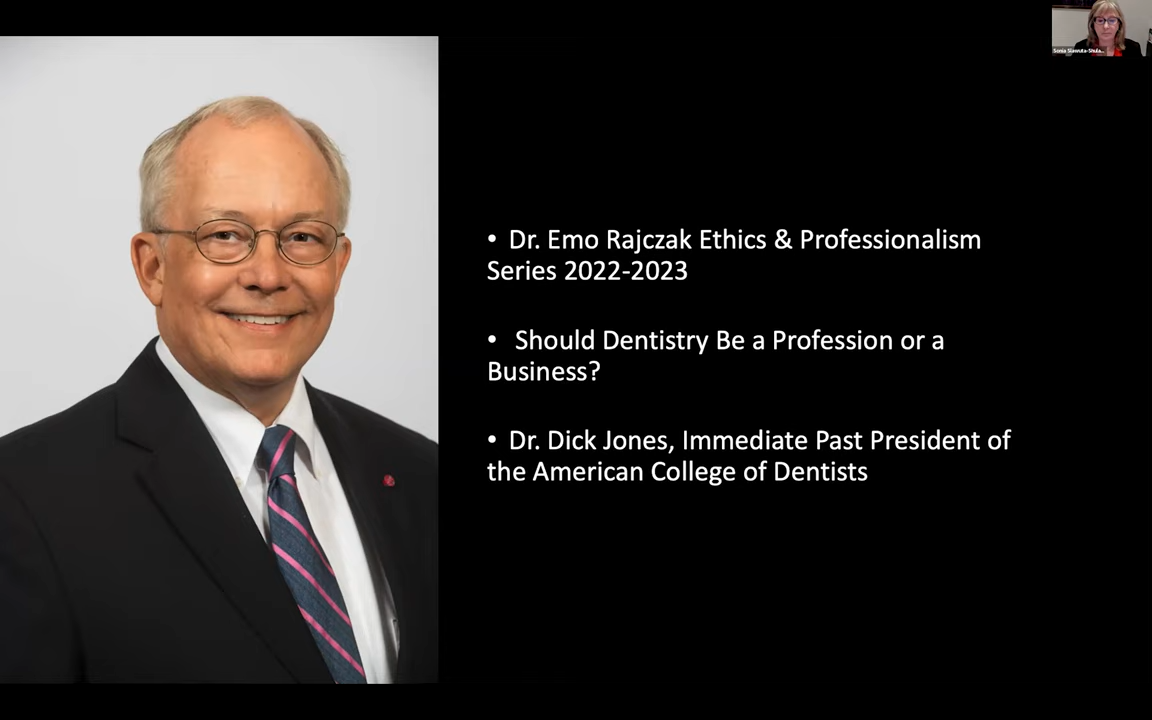 Sonia
• Dr. Emo Rajczak Ethics & Professionalism
Series 2022-2023
• Should Dentistry Be a Profession or a
Business?
• Dr. Dick Jones, Immediate Past President of
the American College of Dentists